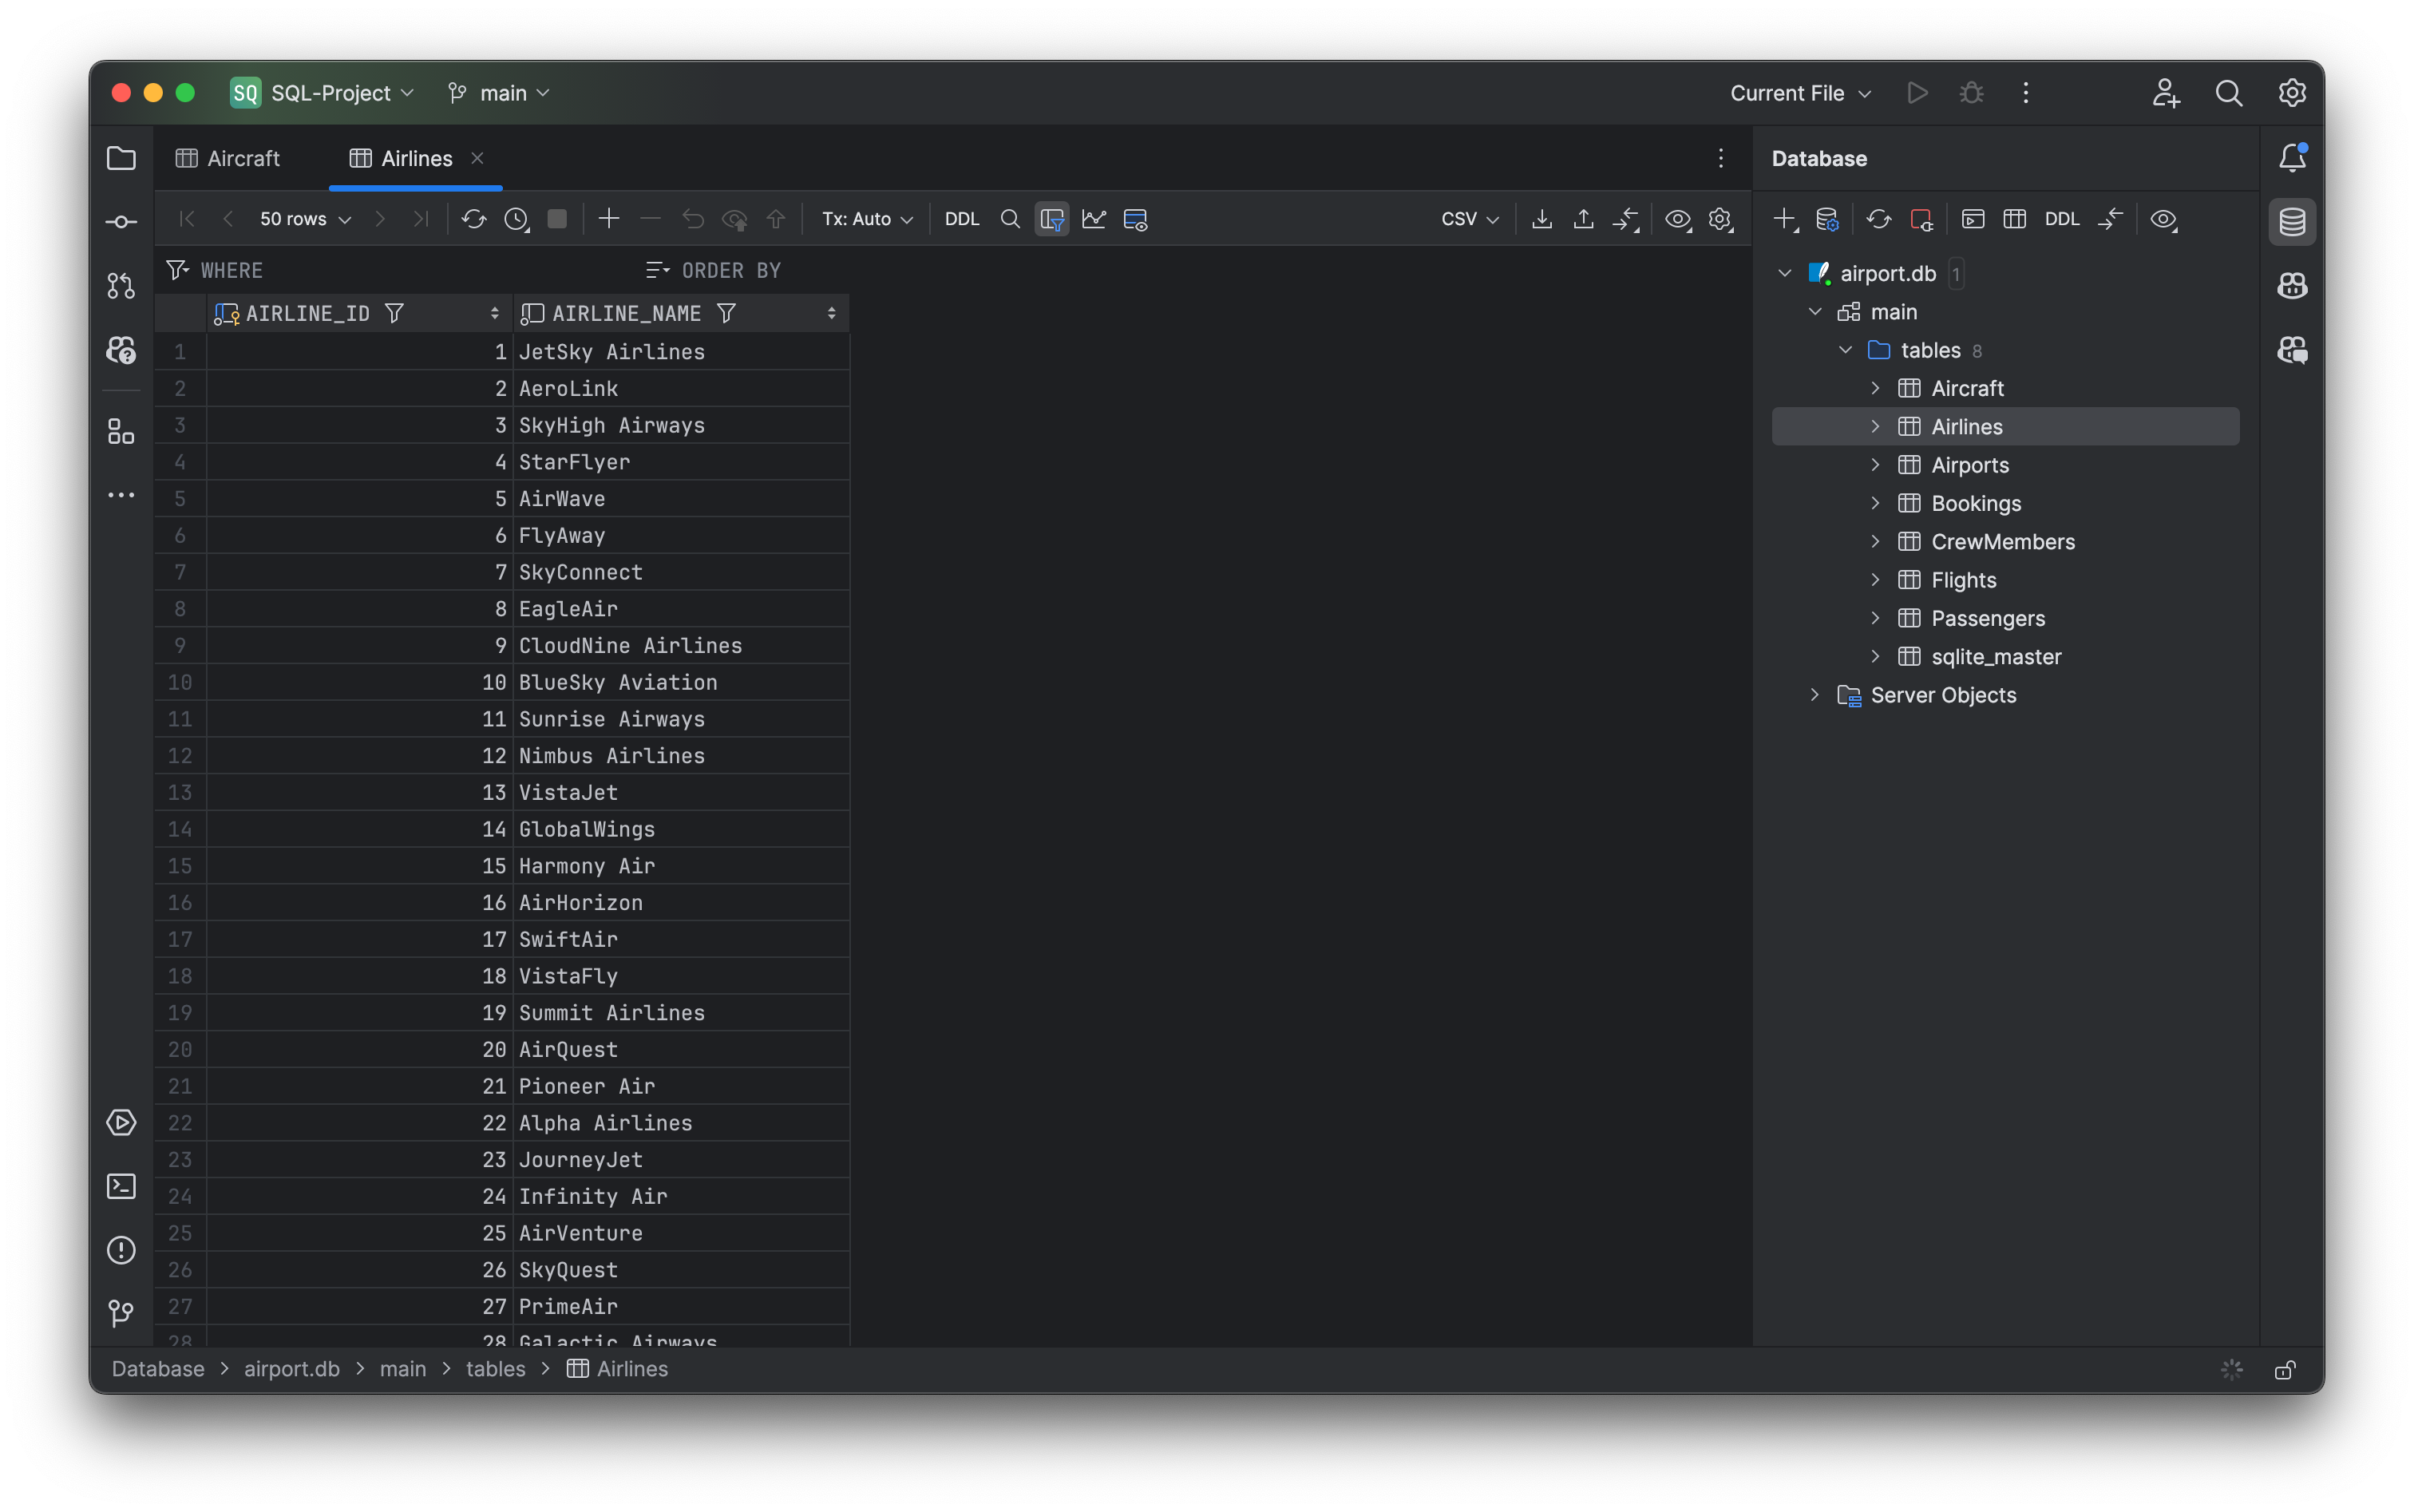 SQ SQL-Project main Current File
Aircraft Airlines Database
50 rows Tx: Auto DDL CSV DDL
WHERE ORDER BY
AIRLINE_ID AIRLINE_NAME
1 1 JetSky Airlines
2 2 AeroLink
3 3 SkyHigh Airways
4 4 StarFlyer
5 5 AirWave
6 6 FlyAway
7 7 SkyConnect
8 8 EagleAir
9 9 CloudNine Airlines
10 10 BlueSky Aviation
11 11 Sunrise Airways
12 12 Nimbus Airlines
13 13 VistaJet
14 14 GlobalWings
15 15 Harmony Air
16 16 AirHorizon
17 17 SwiftAir
18 18 VistaFly
19 19 Summit Airlines
20 20 AirQuest
21 21 Pioneer Air
22 22 Alpha Airlines
23 23 JourneyJet
24 24 Infinity Air
25 25 AirVenture
26 26 SkyQuest
27 27 PrimeAir
28 28 Galactic Airways
airport.db 1
main
tables 8
Aircraft
Airlines
Airports
Bookings
CrewMembers
Flights
Passengers
sqlite_master
Server Objects
Database > airport.db > main > tables > Airlines